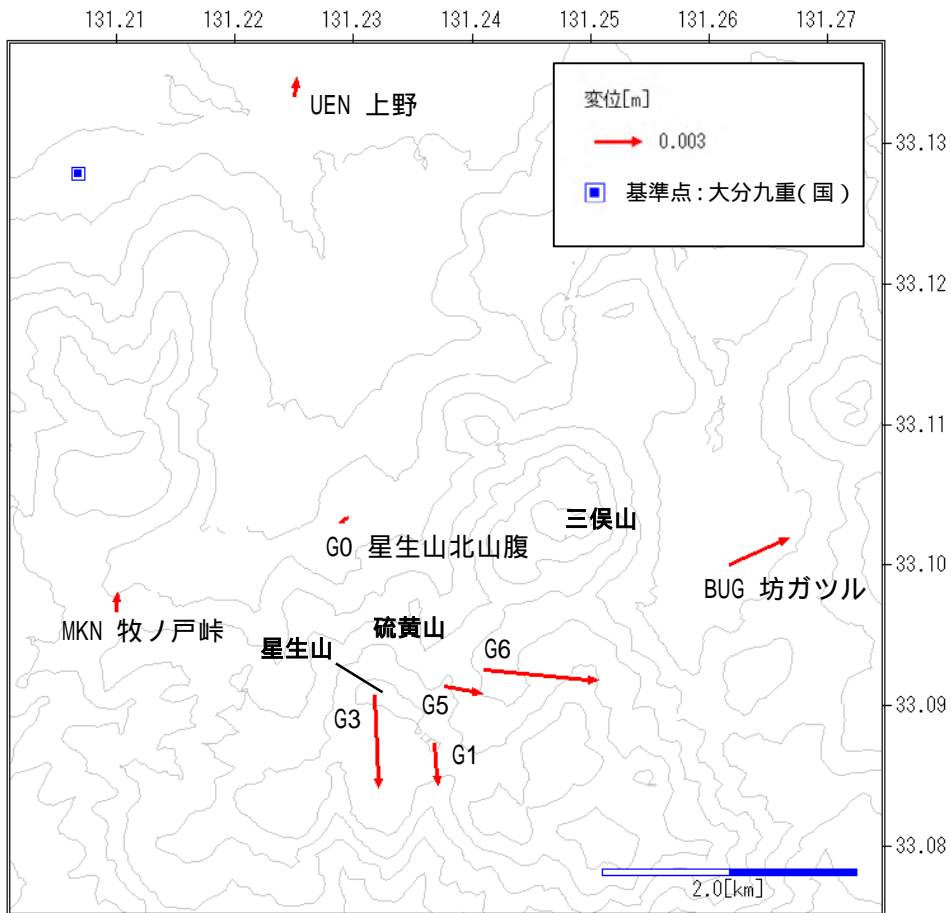 131.21 131.22 131.23 131.24 131.25 131.26 131.27
変位[m]
0.003
基準点:大分九重(国)
UEN 上野
33.13
33.12
33.11
三俣山
G0 星生山北山腹
33.10
BUG 坊ガツル
MKN 牧ノ戸峠
硫黄山
星生山
G6
G5
33.09
G3
G1
33.08
2.0[km]